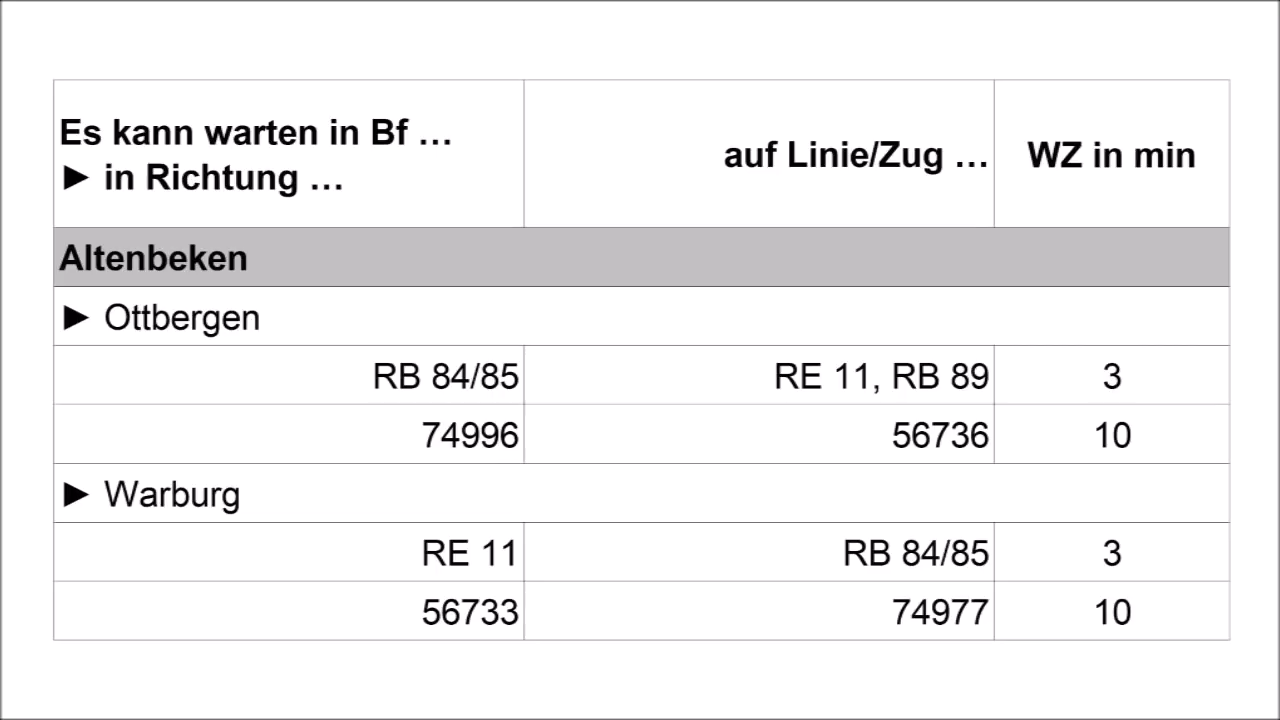 Es kann warten in Bf …
► in Richtung …
auf Linie/Zug …
WZ in min
Altenbeken
► Ottbergen
RB 84/85 RE 11, RB 89 3
74996 56736 10
► Warburg
RE 11 RB 84/85 3
56733 74977 10